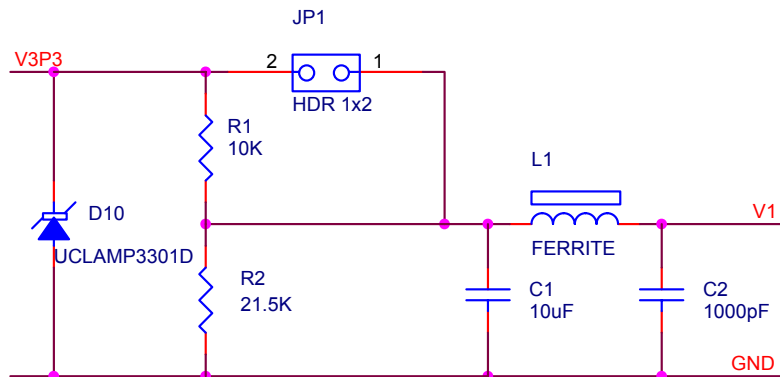 JP1
V3P3
2
1
HDR 1x2
R1
10K
L1
D10
V1
UCLAMP3301D
FERRITE
R2
21.5K
C1
10uF
C2
1000pF
GND